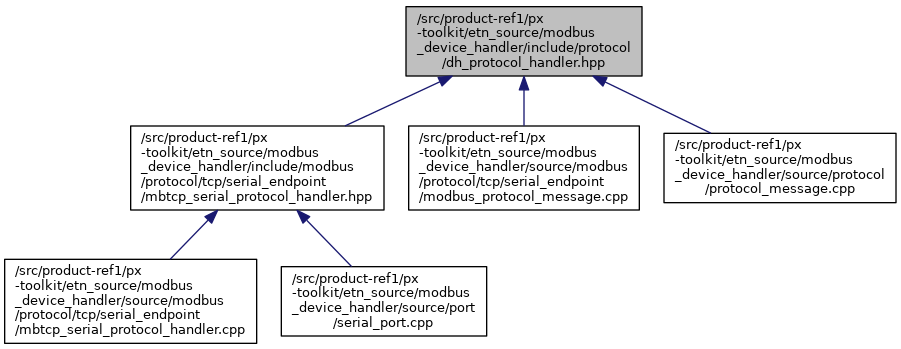 /src/product-ref1/px
-toolkit/etn_source/modbus
_device_handler/include/protocol
/dh_protocol_handler.hpp
/src/product-ref1/px
-toolkit/etn_source/modbus
_device_handler/include/modbus
/protocol/tcp/serial_endpoint
/mbtcp_serial_protocol_handler.hpp
/src/product-ref1/px
-toolkit/etn_source/modbus
_device_handler/source/modbus
/protocol/tcp/serial_endpoint
/modbus_protocol_message.cpp
/src/product-ref1/px
-toolkit/etn_source/modbus
_device_handler/source/protocol
/protocol_message.cpp
/src/product-ref1/px
-toolkit/etn_source/modbus
_device_handler/source/modbus
/protocol/tcp/serial_endpoint
/mbtcp_serial_protocol_handler.cpp
/src/product-ref1/px
-toolkit/etn_source/modbus
_device_handler/source/port
/serial_port.cpp